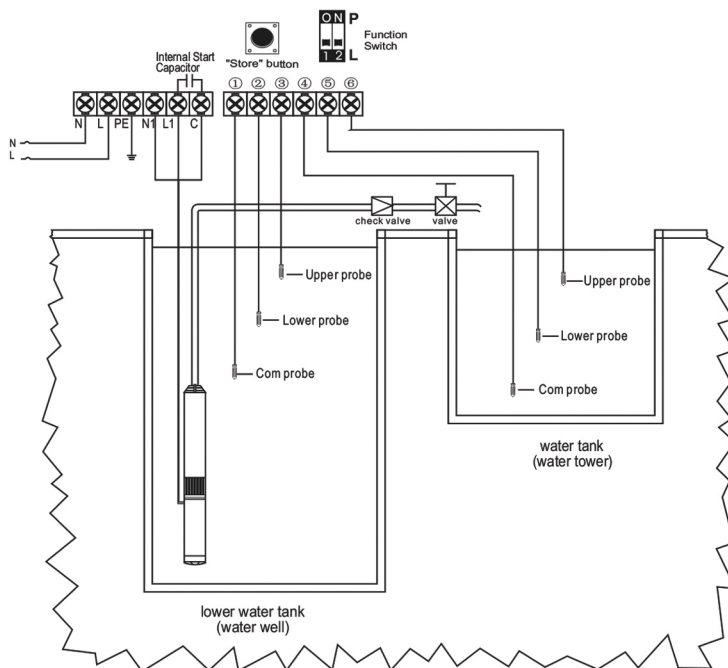 ON P
Function
Switch
12 L
"Store" button
Internal Start
Capacitor
① ② ③ ④ ⑤ ⑥
N L PE N1 L1 C
N
L
check valve
valve
Upper probe
Lower probe
Com probe
Upper probe
Lower probe
Com probe
water tank
(water tower)
lower water tank
(water well)